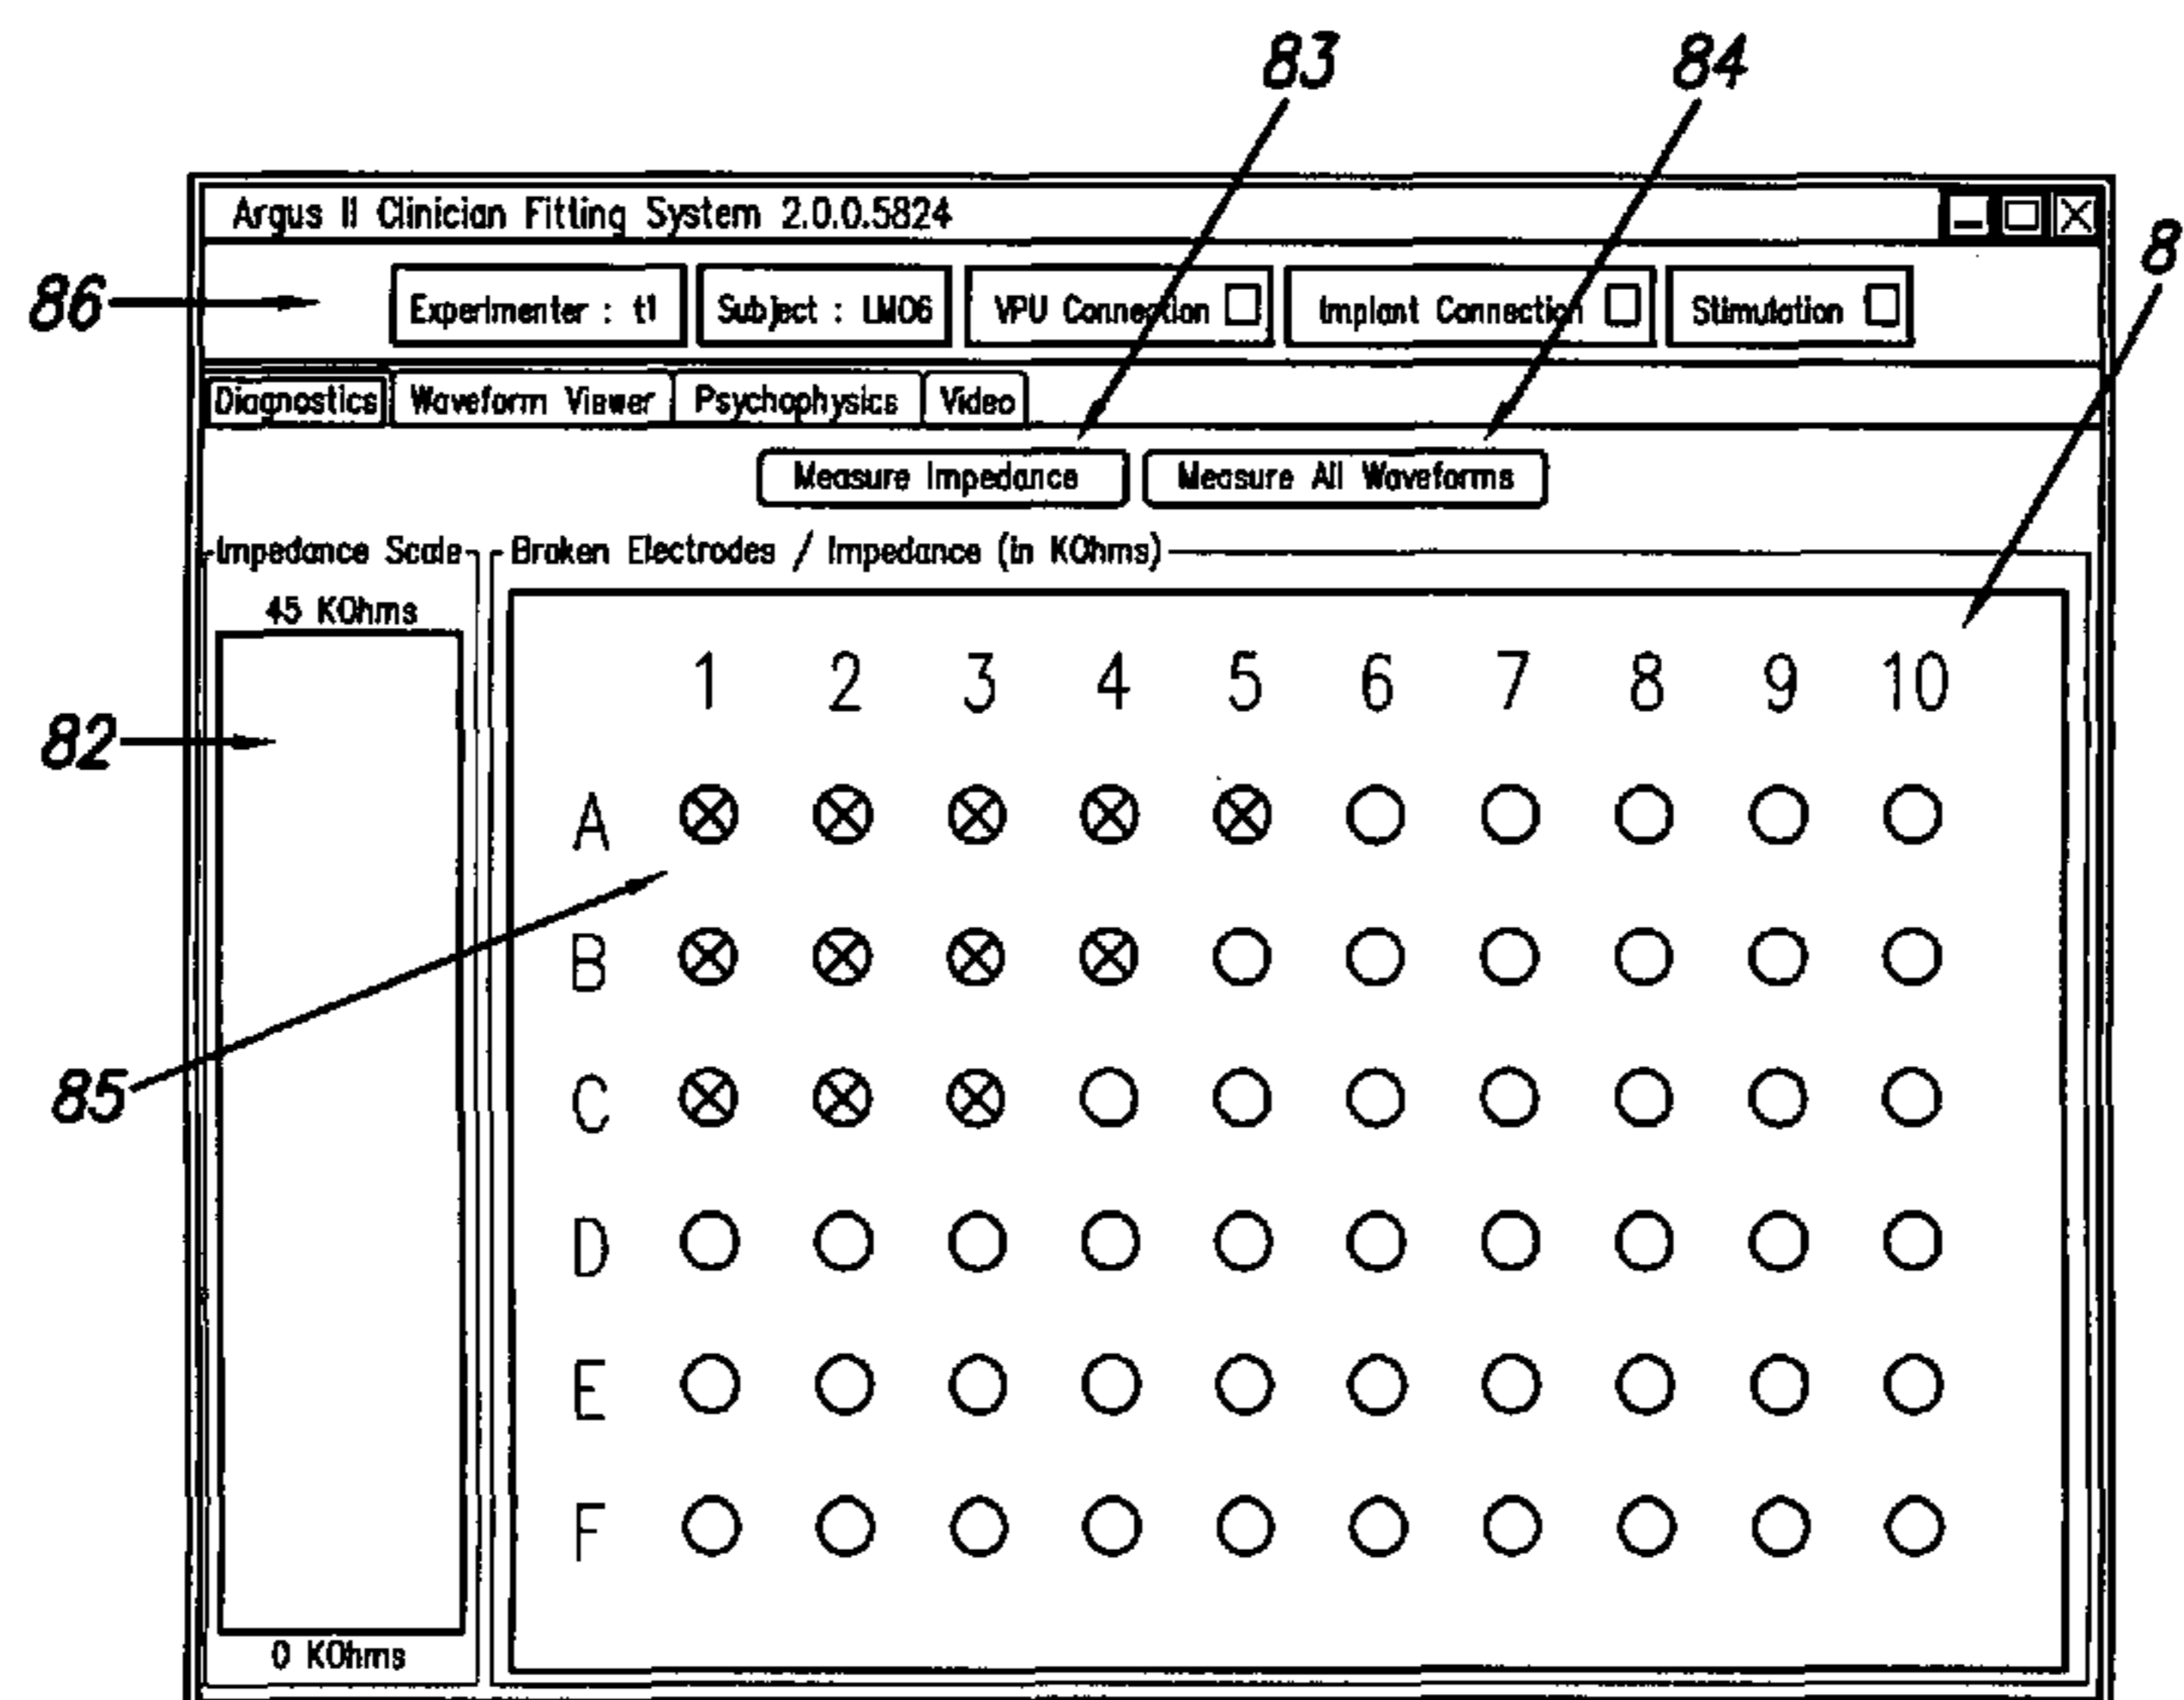 83 84
Argus II Clinician Fitting System 2.0.0.5824
8
86
Experimenter : t1 Subject : LM06 VPU Connection Implant Connection Stimulation
Diagnostics Waveform Viewer Psychophysics Video
Measure Impedance Measure All Waveforms
Impedance Scale Broken Electrodes / Impedance (in KOhms)
45 KOhms
1 2 3 4 5 6 7 8 9 10
82
A
85
B
C
D
E
F
0 KOhms